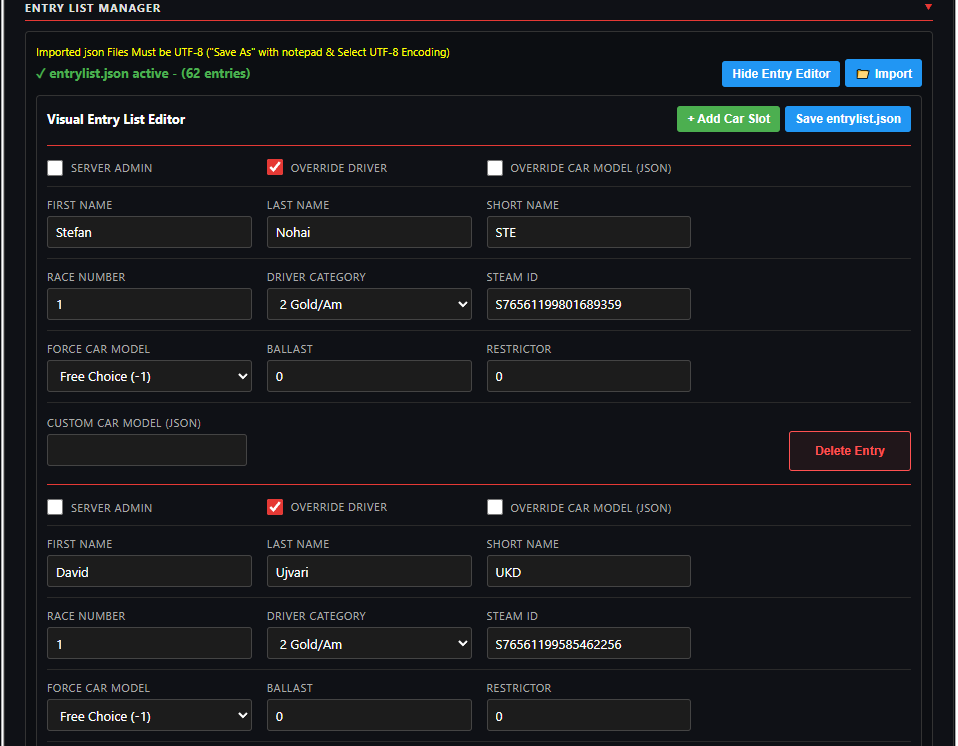 ENTRY LIST MANAGER ▼
Imported json Files Must be UTF-8 ("Save As" with notepad & Select UTF-8 Encoding)
✓ entrylist.json active - (62 entries)
Hide Entry Editor Import
Visual Entry List Editor + Add Car Slot Save entrylist.json
SERVER ADMIN OVERRIDE DRIVER OVERRIDE CAR MODEL (JSON)
FIRST NAME LAST NAME SHORT NAME
Stefan Nohai STE
RACE NUMBER DRIVER CATEGORY STEAM ID
1 2 Gold/Am S76561199801689359
FORCE CAR MODEL BALLAST RESTRICTOR
Free Choice (-1) 0 0
CUSTOM CAR MODEL (JSON)
Delete Entry
SERVER ADMIN OVERRIDE DRIVER OVERRIDE CAR MODEL (JSON)
FIRST NAME LAST NAME SHORT NAME
David Ujvari UKD
RACE NUMBER DRIVER CATEGORY STEAM ID
1 2 Gold/Am S76561199585462256
FORCE CAR MODEL BALLAST RESTRICTOR
Free Choice (-1) 0 0